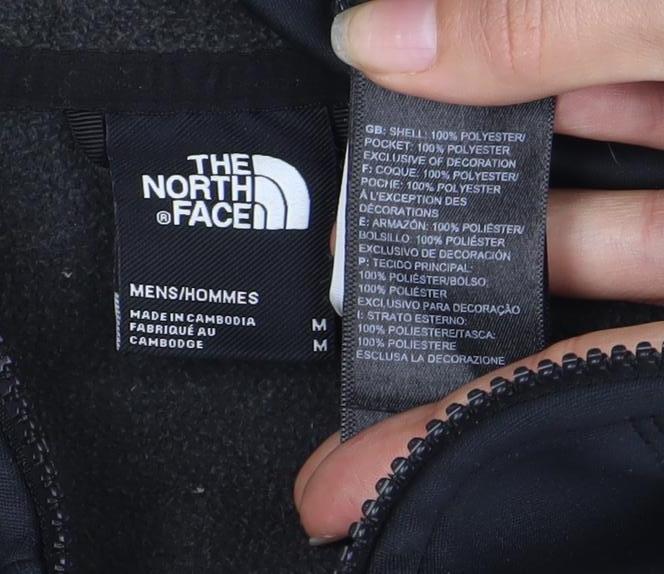 THE
NORTH
® FACE
MENS/HOMMES
MADE IN CAMBODIA
FABRIQUÉ AU
CAMBODGE
M
M
GB: SHELL: 100% POLYESTER/
POCKET: 100% POLYESTER
EXCLUSIVE OF DECORATION
F: COQUE: 100% POLYESTER/
POCHE: 100% POLYESTER
À L'EXCEPTION DES
DÉCORATIONS
E: ARMAZÓN: 100% POLIÉSTER/
BOLSILLO: 100% POLIÉSTER
EXCLUSIVO DE DECORACIÓN
P: TECIDO PRINCIPAL:
100% POLIÉSTER/BOLSO:
100% POLIÉSTER
EXCLUSIVO PARA DECORAÇÃO
I: STRATO ESTERNO:
100% POLIESTERE/TASCA:
100% POLIESTERE
ESCLUSA LA DECORAZIONE